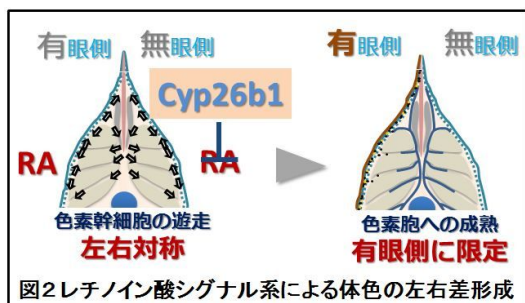 有眼側 無眼側
Cyp26b1
RA RA
色素幹細胞の遊走
左右対称
有眼側 無眼側
色素胞への成熟
有眼側に限定
図2レチノイン酸シグナル系による体色の左右差形成